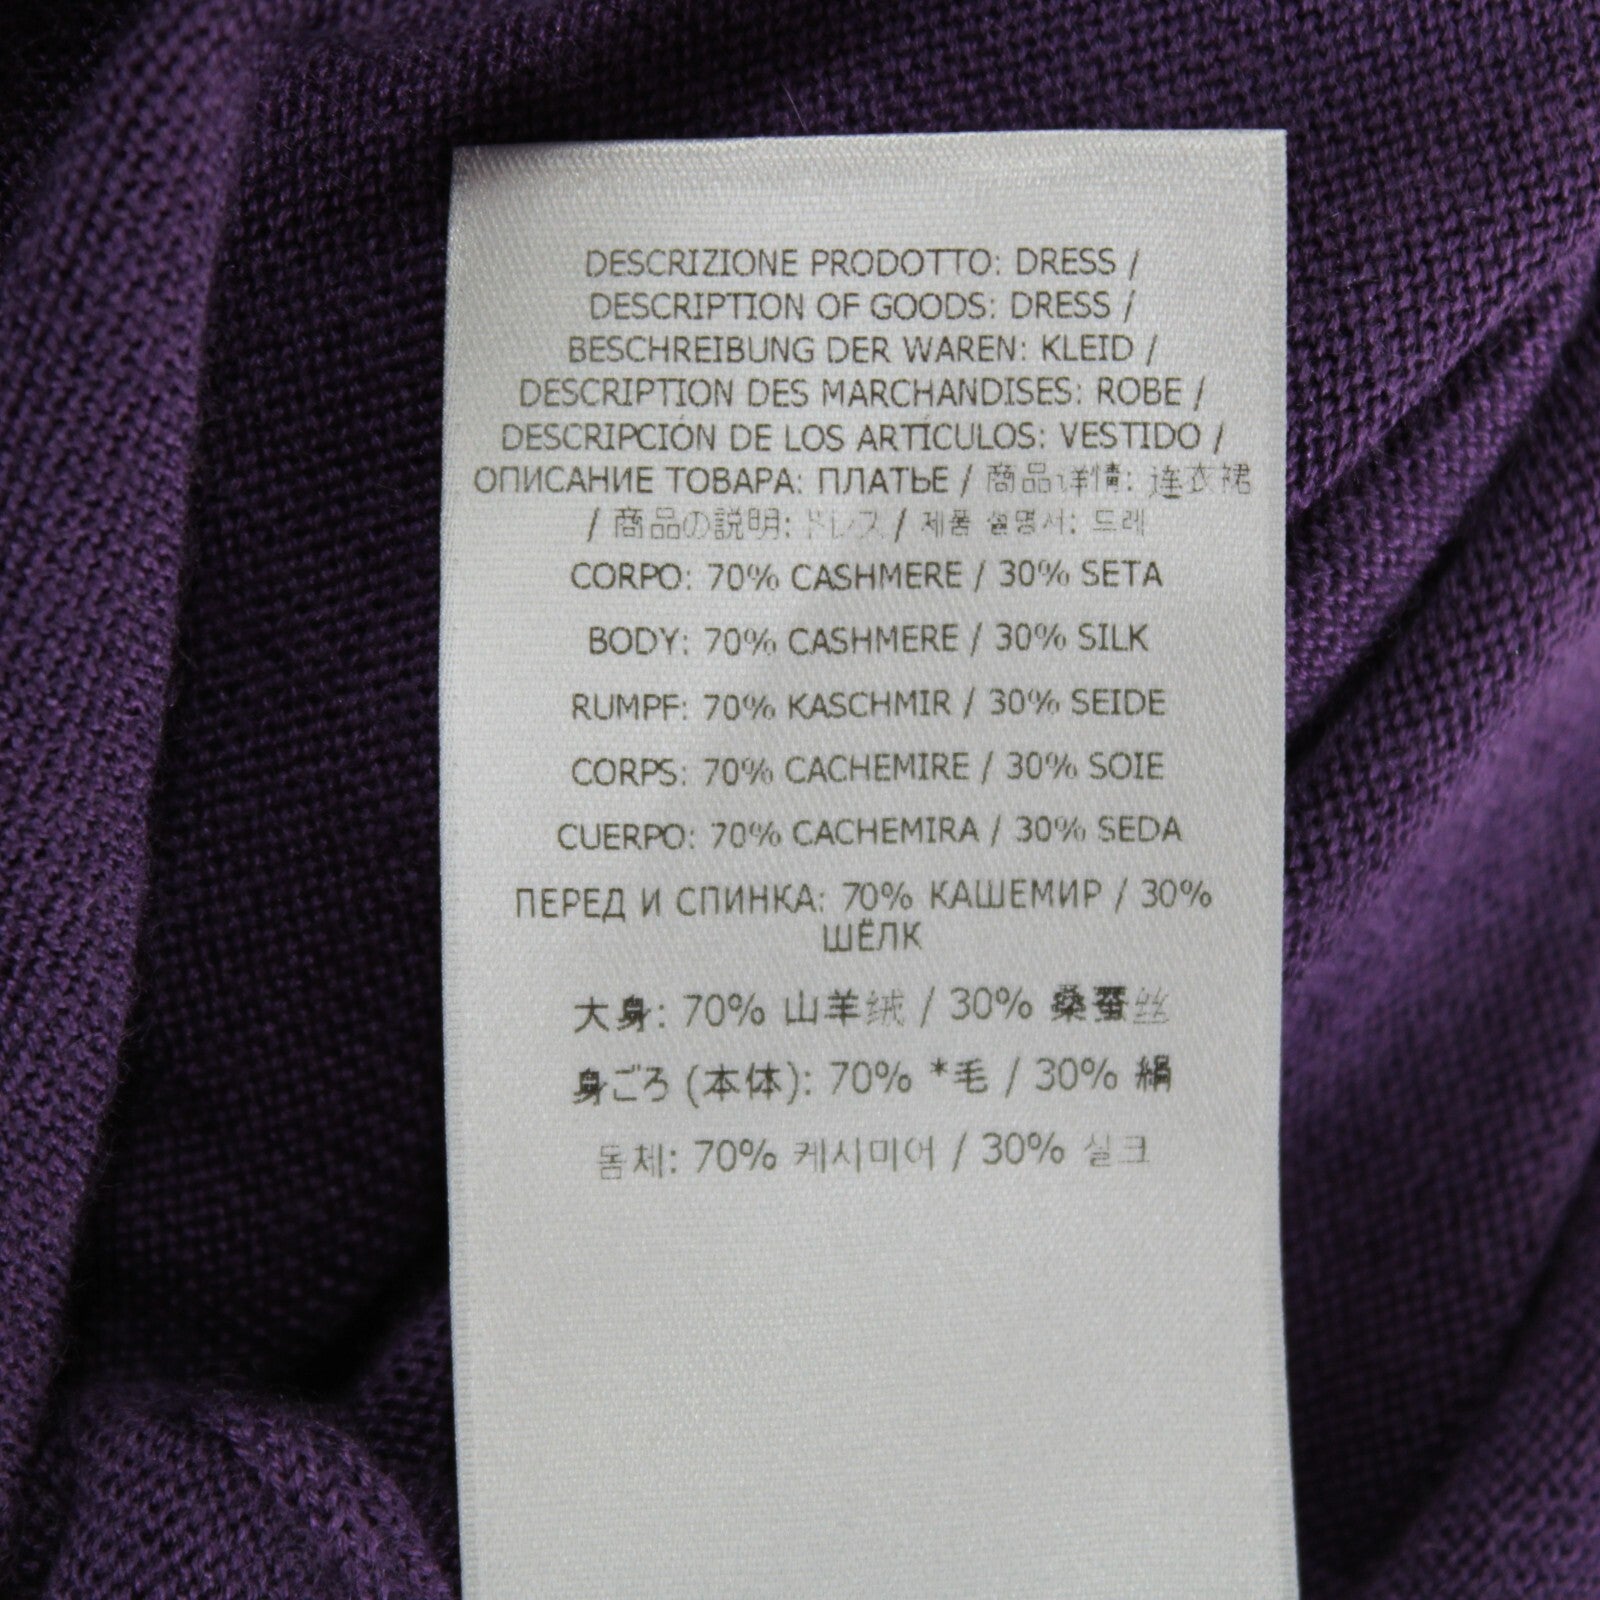 DESCRIZIONE PRODOTTO: DRESS /
DESCRIPTION OF GOODS: DRESS /
BESCHREIBUNG DER WAREN: KLEID /
DESCRIPTION DES MARCHANDISES: ROBE /
DESCRIPCIÓN DE LOS ARTÍCULOS: VESTIDO /
ОПИСАНИЕ ТОВАРА: ПЛАТЬЕ / 商品详情: 连衣裙
/ 商品の説明: ドレス / 제품 설명서: 드레
CORPO: 70% CASHMERE / 30% SETA
BODY: 70% CASHMERE / 30% SILK
RUMPF: 70% KASCHMIR / 30% SEIDE
CORPS: 70% CACHEMIRE / 30% SOIE
CUERPO: 70% CACHEMIRA / 30% SEDA
ПЕРЕД И СПИНКА: 70% КАШЕМИР / 30%
ШЁЛК
大身: 70% 山羊绒 / 30% 桑蚕丝
身ごろ (本体): 70% *毛 / 30% 絹
몸체: 70% 케시미어 / 30% 실크